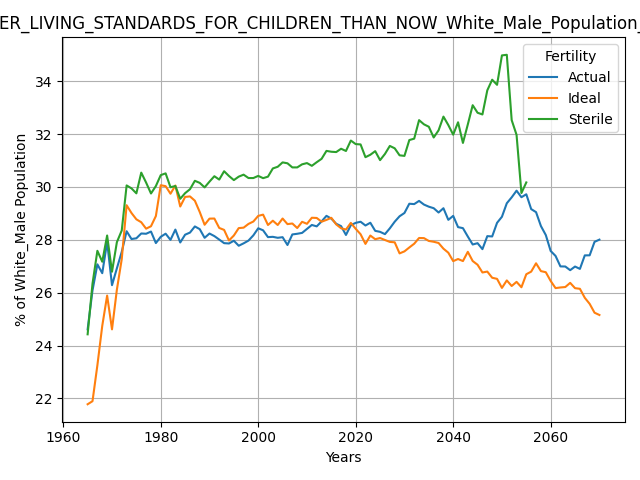 ER_LIVING_STANDARDS_FOR_CHILDREN_THAN_NOW_White_Male_Population_
Fertility
Actual
Ideal
Sterile
% of White_Male Population
34
32
30
28
26
24
22
1960 1980 2000 2020 2040 2060
Years